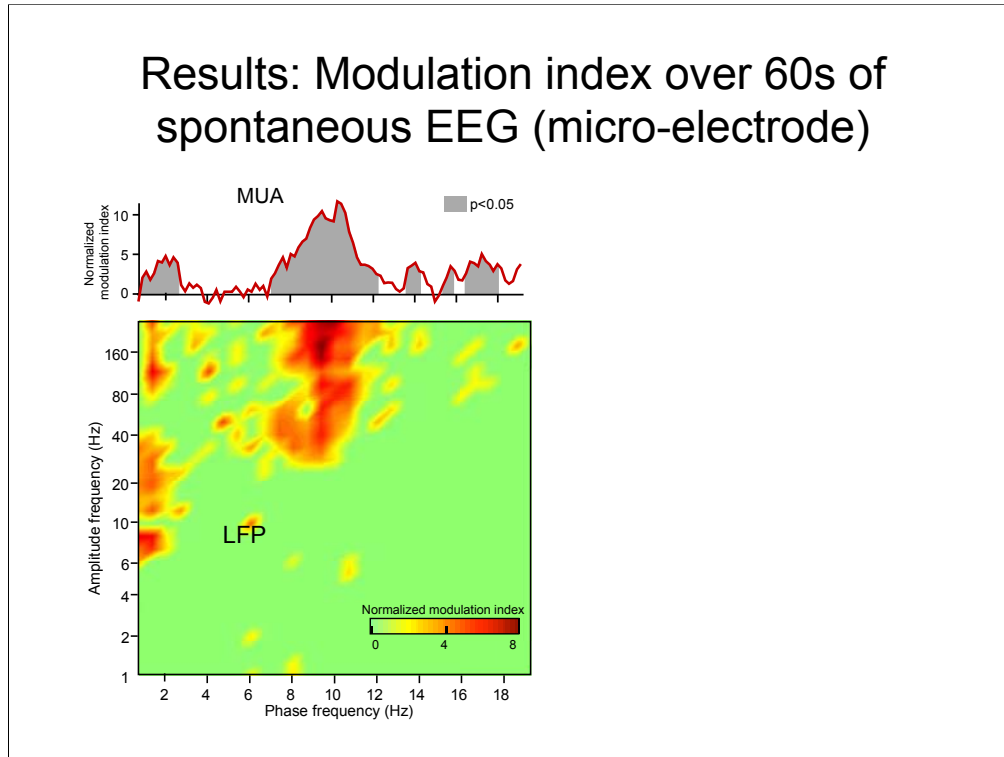 Results: Modulation index over 60s of
spontaneous EEG (micro-electrode)
MUA
p<0.05
Normalized
modulation index
10
5
0
Amplitude frequency (Hz)
160
80
40
20
10
6
4
2
1
LFP
Normalized modulation index
0 4 8
2 4 6 8 10 12 14 16 18
Phase frequency (Hz)